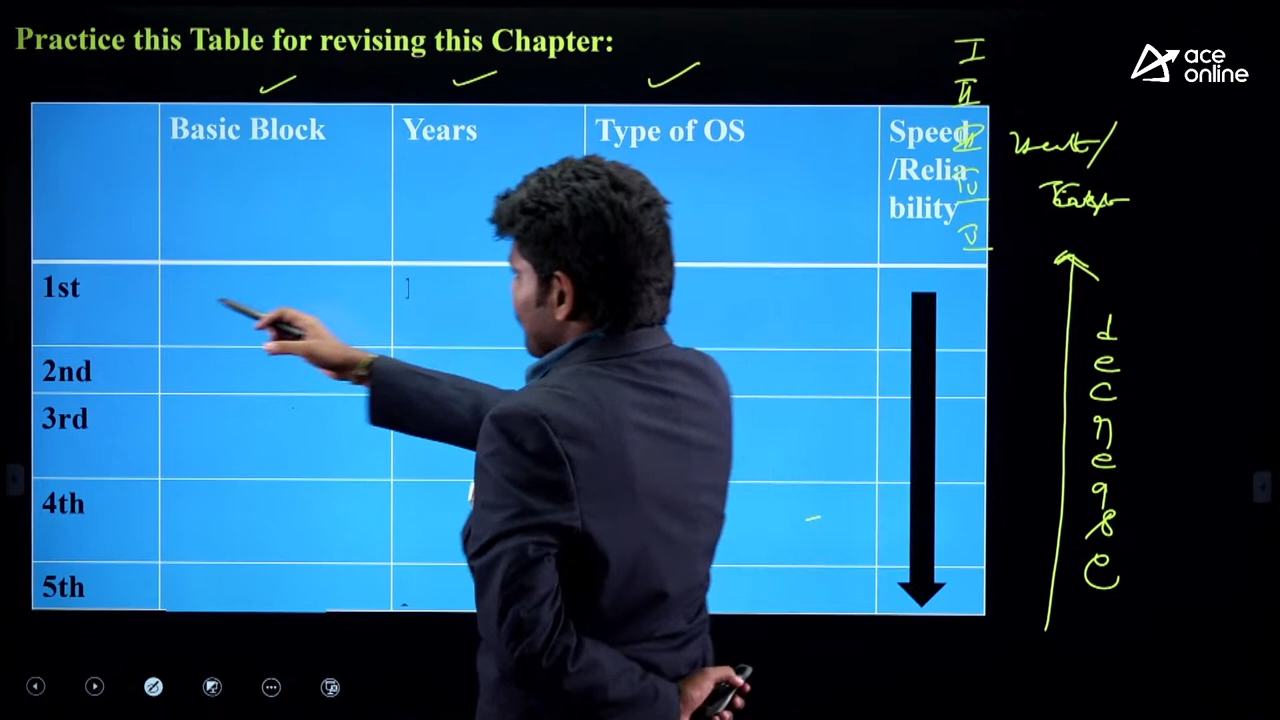 Practice this Table for revising this Chapter:
ace
online
I
II
III
IV
V
Basic Block
Years
Type of OS
Speed
/Relia
bility
1st
2nd
3rd
4th
5th
d
e
C
r
e
a
s
e